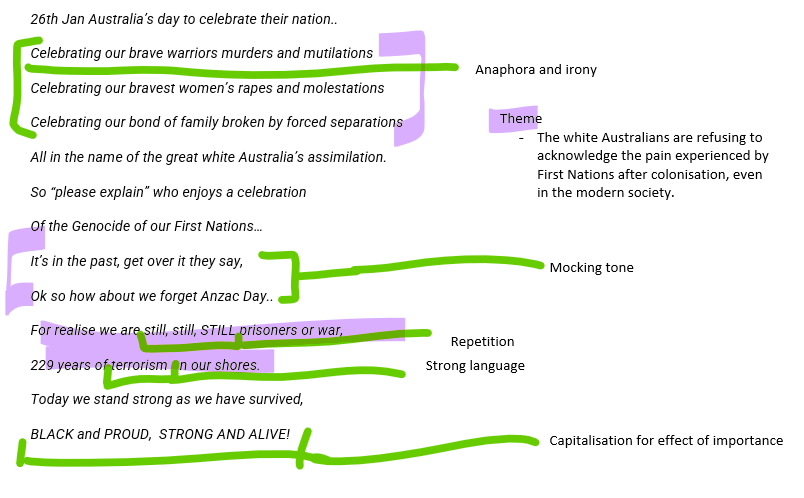 26th Jan Australia's day to celebrate their nation..
Celebrating our brave warriors murders and mutilations
Anaphora and irony
Celebrating our bravest women's rapes and molestations
Celebrating our bond of family broken by forced separations
Theme
- The white Australians are refusing to
acknowledge the pain experienced by
First Nations after colonisation, even
in the modern society.
All in the name of the great white Australia's assimilation.
So “please explain” who enjoys a celebration
Of the Genocide of our First Nations…
It's in the past, get over it they say,
Mocking tone
Ok so how about we forget Anzac Day..
For realise we are still, still, STILL prisoners or war,
Repetition
229 years of terrorism on our shores.
Strong language
Today we stand strong as we have survived,
BLACK and PROUD, STRONG AND ALIVE!
Capitalisation for effect of importance